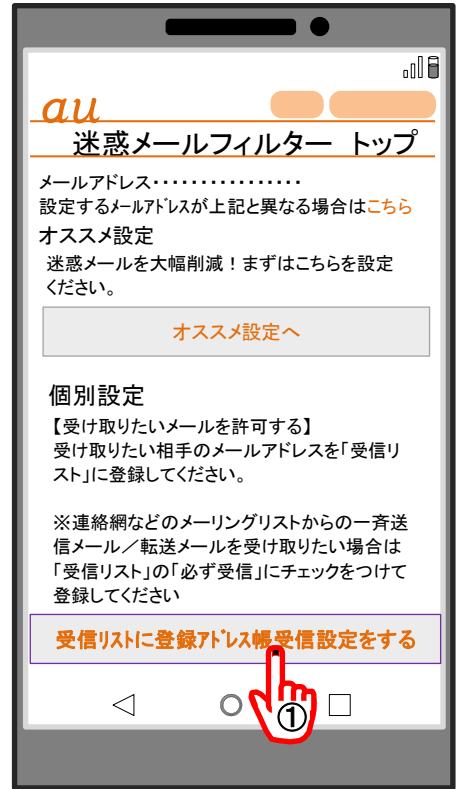 au
迷惑メールフィルター トップ
メールアドレス・・・・・・・・・・・・・・・・
設定するメールアドレスが上記と異なる場合はこちら
オススメ設定
迷惑メールを大幅削減！まずはこちらを設定
ください。
オススメ設定へ
個別設定
【受け取りたいメールを許可する】
受け取りたい相手のメールアドレスを「受信リ
スト」に登録してください。
※連絡網などのメーリングリストからの一斉送
信メール／転送メールを受け取りたい場合は
「受信リスト」の「必ず受信」にチェックをつけて
登録してください
受信リストに登録アドレス帳受信設定をする
①